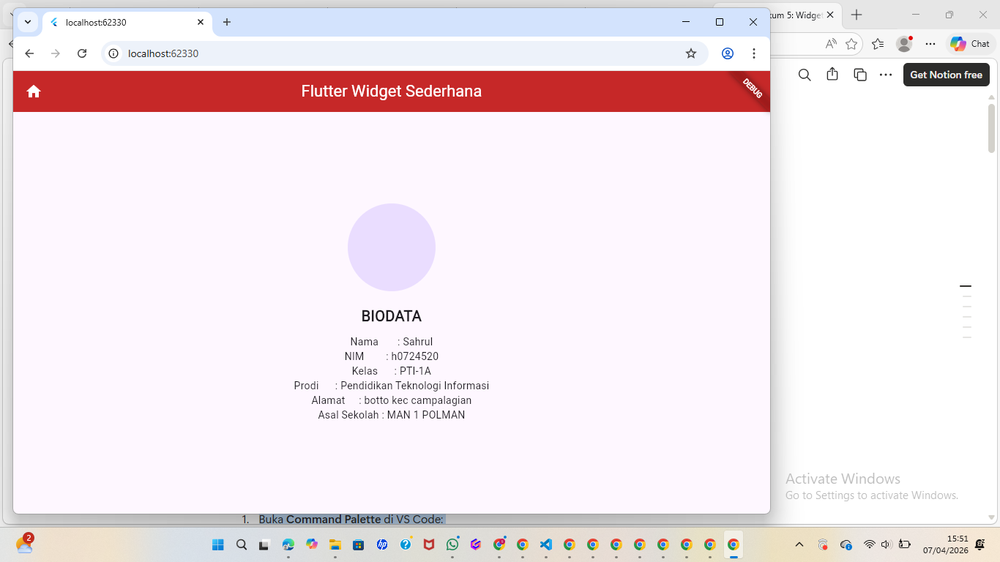 localhost:62330
kum 5: Widget
localhost:62330
Chat
Get Notion free
Flutter Widget Sederhana
DEBUG
BIODATA
Nama : Sahrul
NIM : h0724520
Kelas : PTI-1A
Prodi : Pendidikan Teknologi Informasi
Alamat : botto kec campalagian
Asal Sekolah : MAN 1 POLMAN
Activate Windows
Go to Settings to activate Windows.
1. Buka Command Palette di VS Code:
2
15:51
07/04/2026